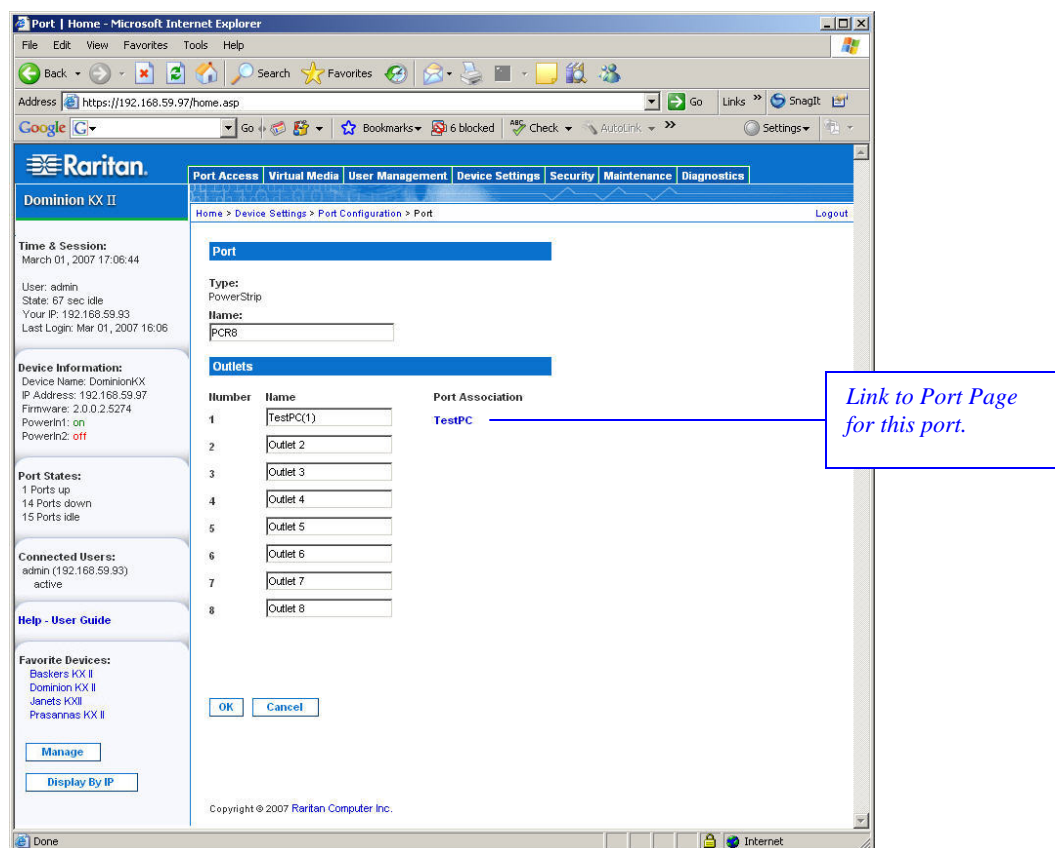 Port | Home - Microsoft Internet Explorer
File Edit View Favorites Tools Help
Back Search Favorites
Address https://192.168.59.97/home.asp Go Links » SnagIt
Google G Go Bookmarks 6 blocked ABC Check AutoLink » Settings
Raritan.
Dominion KX II
Port Access Virtual Media User Management Device Settings Security Maintenance Diagnostics
Home > Device Settings > Port Configuration > Port Logout
Time & Session:
March 01, 2007 17:06:44
User: admin
State: 67 sec idle
Your IP: 192.168.59.93
Last Login: Mar 01, 2007 16:06
Device Information:
Device Name: DominionKX
IP Address: 192.168.59.97
Firmware: 2.0.0.2.5274
PowerIn1: on
PowerIn2: off
Port States:
1 Ports up
14 Ports down
15 Ports idle
Connected Users:
admin (192.168.59.93)
active
Help - User Guide
Favorite Devices:
Baskers KX II
Dominion KX II
Janets KXII
Prasannas KX II
Manage
Display By IP
Port
Type:
PowerStrip
Name:
PCR8
Outlets
Number Name Port Association
1 TestPC(1) TestPC
2 Outlet 2
3 Outlet 3
4 Outlet 4
5 Outlet 5
6 Outlet 6
7 Outlet 7
8 Outlet 8
OK Cancel
Copyright © 2007 Raritan Computer Inc.
Link to Port Page
for this port.
Done Internet